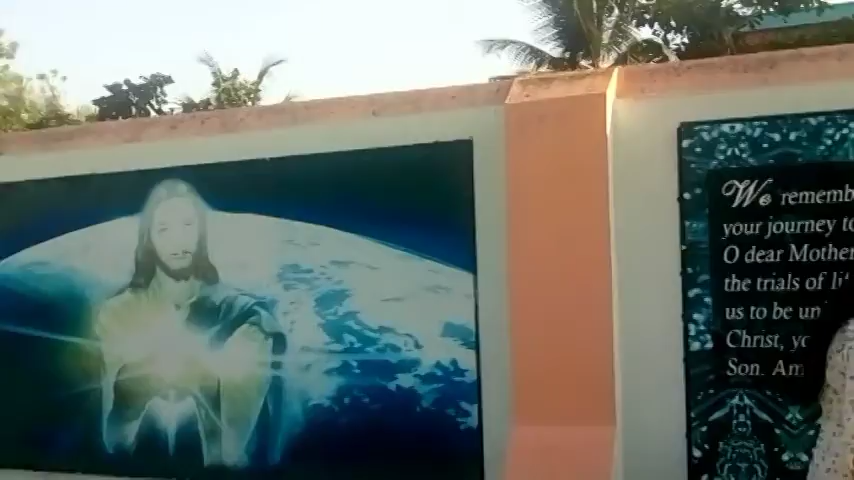 We rememb
your journey to
O dear Mother
the trials of li
us to be un
Christ, yo
Son. Am